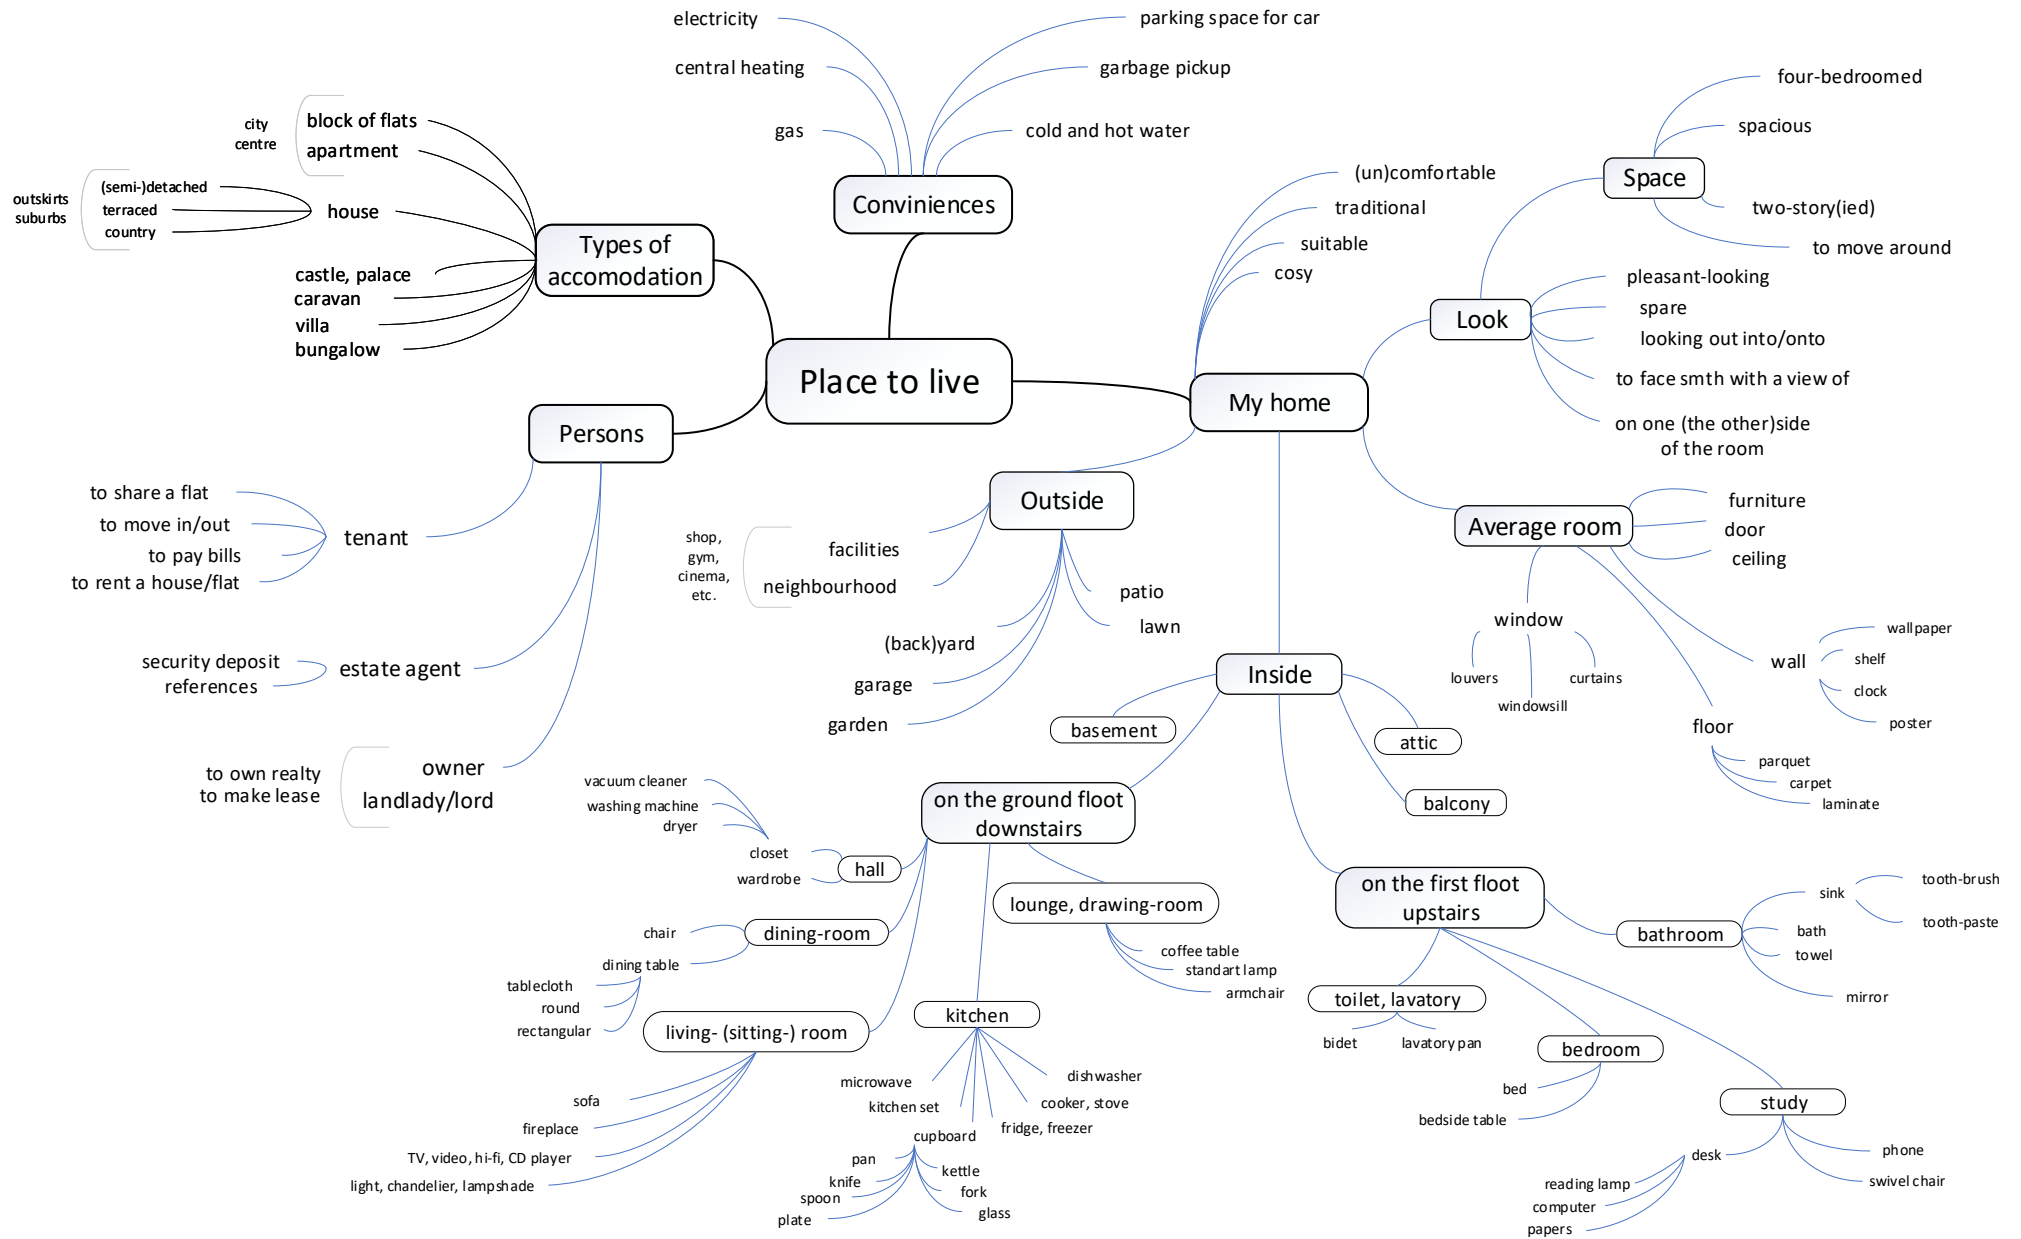 Place to live
Conviniences
electricity
central heating
gas
parking space for car
garbage pickup
cold and hot water
Types of
accomodation
block of flats
apartment
city
centre
house
(semi-)detached
terraced
country
outskirts
suburbs
castle, palace
caravan
villa
bungalow
Persons
tenant
to share a flat
to move in/out
to pay bills
to rent a house/flat
estate agent
security deposit
references
owner
landlady/lord
to own realty
to make lease
My home
(un)comfortable
traditional
suitable
cosy
Look
Space
four-bedroomed
spacious
two-story(ied)
to move around
pleasant-looking
spare
looking out into/onto
to face smth with a view of
on one (the other)side
of the room
Average room
furniture
door
ceiling
window
louvers
windowsill
curtains
wall
wallpaper
shelf
clock
poster
floor
parquet
carpet
laminate
Outside
facilities
neighbourhood
shop,
gym,
cinema,
etc.
patio
lawn
(back)yard
garage
garden
Inside
basement
attic
balcony
on the ground floot
downstairs
hall
closet
wardrobe
vacuum cleaner
washing machine
dryer
dining-room
chair
dining table
tablecloth
round
rectangular
living- (sitting-) room
sofa
fireplace
TV, video, hi-fi, CD player
light, chandelier, lampshade
kitchen
microwave
kitchen set
cupboard
pan
knife
spoon
plate
kettle
fork
glass
fridge, freezer
cooker, stove
dishwasher
lounge, drawing-room
coffee table
standart lamp
armchair
on the first floot
upstairs
bathroom
sink
tooth-brush
tooth-paste
bath
towel
mirror
toilet, lavatory
bidet
lavatory pan
bedroom
bed
bedside table
study
desk
reading lamp
computer
papers
phone
swivel chair